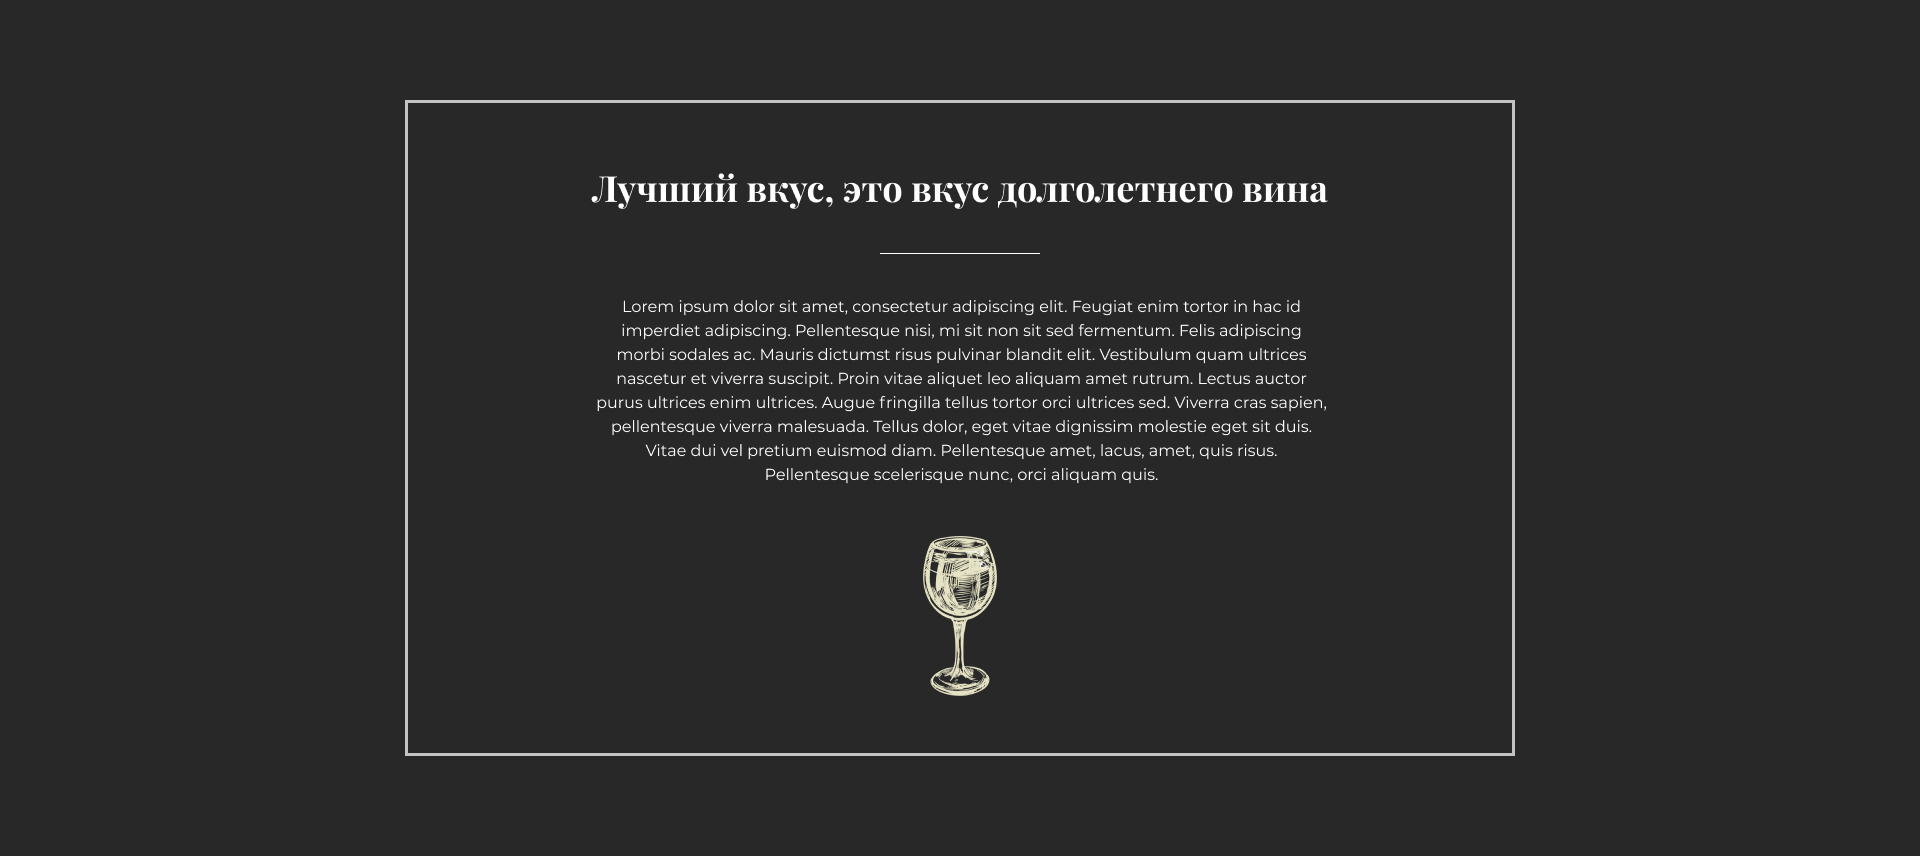 Лучший вкус, это вкус долголетнего вина
Lorem ipsum dolor sit amet, consectetur adipiscing elit. Feugiat enim tortor in hac id
imperdiet adipiscing. Pellentesque nisi, mi sit non sit sed fermentum. Felis adipiscing
morbi sodales ac. Mauris dictumst risus pulvinar blandit elit. Vestibulum quam ultrices
nascetur et viverra suscipit. Proin vitae aliquet leo aliquam amet rutrum. Lectus auctor
purus ultrices enim ultrices. Augue fringilla tellus tortor orci ultrices sed. Viverra cras sapien,
pellentesque viverra malesuada. Tellus dolor, eget vitae dignissim molestie eget sit duis.
Vitae dui vel pretium euismod diam. Pellentesque amet, lacus, amet, quis risus.
Pellentesque scelerisque nunc, orci aliquam quis.